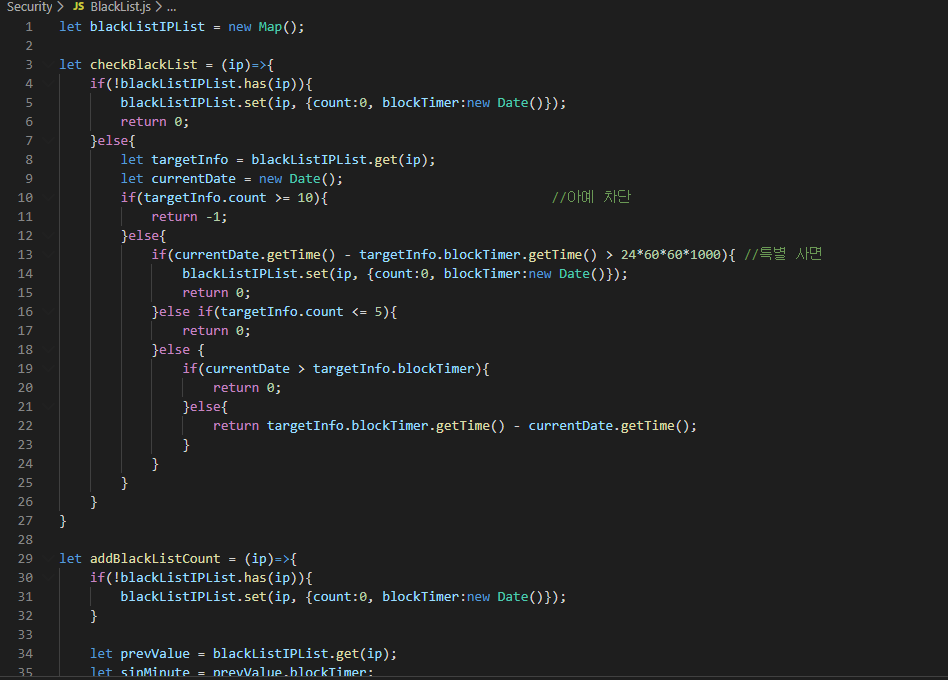 Security > JS BlackList.js > ...
1 let blackListIPList = new Map();
2
3 let checkBlackList = (ip)=>{
4 if(!blackListIPList.has(ip)){
5 blackListIPList.set(ip, {count:0, blockTimer:new Date()});
6 return 0;
7 }else{
8 let targetInfo = blackListIPList.get(ip);
9 let currentDate = new Date();
10 if(targetInfo.count >= 10){ //아예 차단
11 return -1;
12 }else{
13 if(currentDate.getTime() - targetInfo.blockTimer.getTime() > 24*60*60*1000){ //특별 사면
14 blackListIPList.set(ip, {count:0, blockTimer:new Date()});
15 return 0;
16 }else if(targetInfo.count <= 5){
17 return 0;
18 }else {
19 if(currentDate > targetInfo.blockTimer){
20 return 0;
21 }else{
22 return targetInfo.blockTimer.getTime() - currentDate.getTime();
23 }
24 }
25 }
26 }
27 }
28
29 let addBlackListCount = (ip)=>{
30 if(!blackListIPList.has(ip)){
31 blackListIPList.set(ip, {count:0, blockTimer:new Date()});
32 }
33
34 let prevValue = blackListIPList.get(ip);
35 let sinMinute = prevValue.blockTimer;